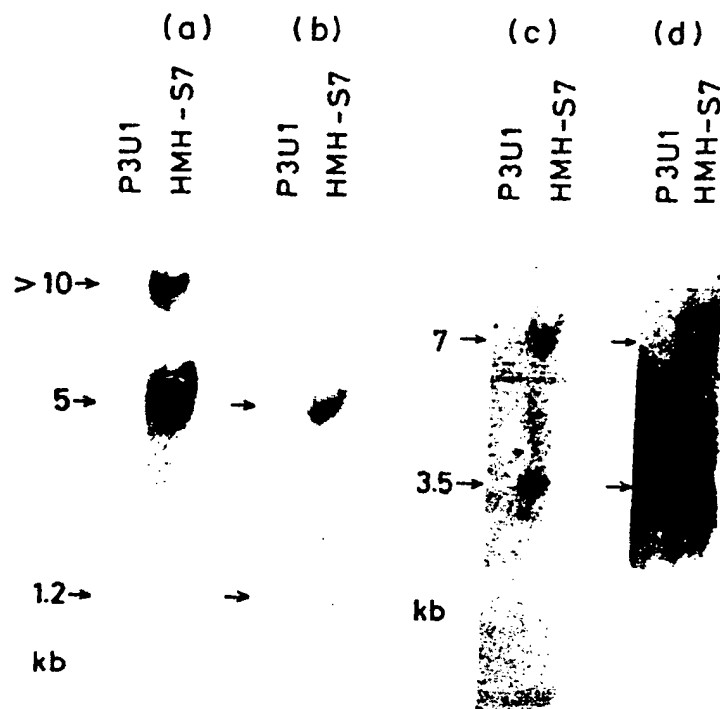 (a) (b) (c) (d)
P3U1
HMH-S7
P3U1
HMH-S7
P3U1
HMH-S7
P3U1
HMH-S7
>10→
5→
→
1.2→
→
kb
7→
→
3.5→
→
kb